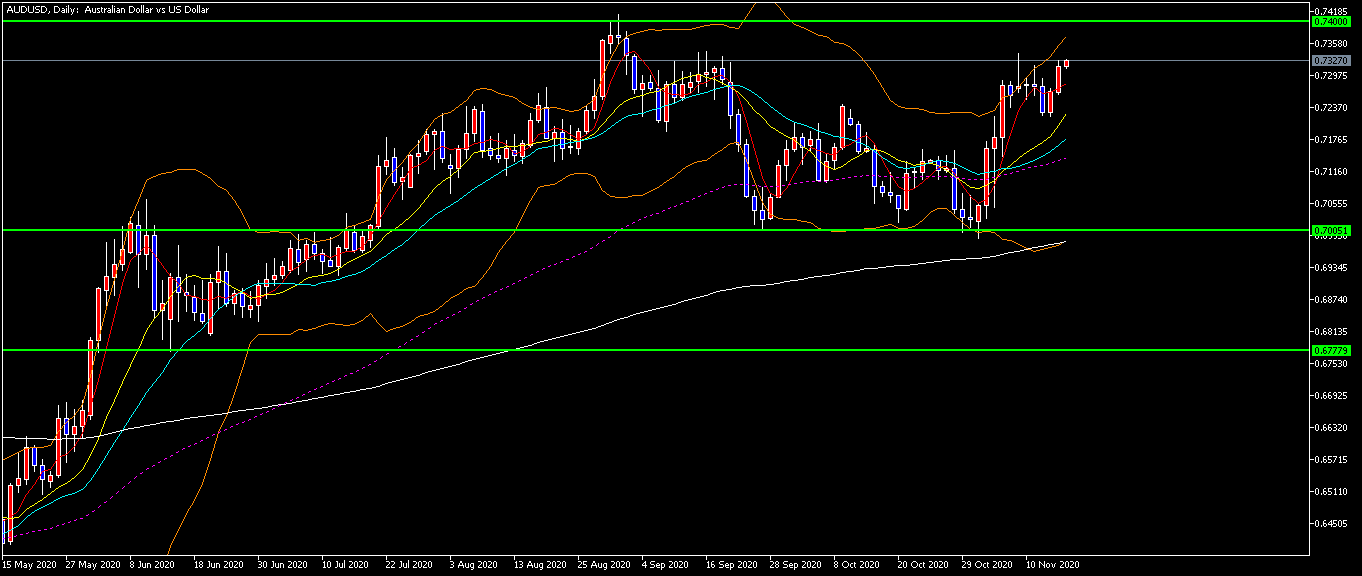 AUDUSD, Daily: Australian Dollar vs US Dollar
0.74185
0.74000
0.73580
0.73270
0.72975
0.72370
0.71765
0.71160
0.70555
0.70051
0.69345
0.68740
0.68135
0.67779
0.67530
0.66925
0.66320
0.65715
0.65110
0.64505
15 May 2020
27 May 2020
8 Jun 2020
18 Jun 2020
30 Jun 2020
10 Jul 2020
22 Jul 2020
3 Aug 2020
13 Aug 2020
25 Aug 2020
4 Sep 2020
16 Sep 2020
28 Sep 2020
8 Oct 2020
20 Oct 2020
29 Oct 2020
10 Nov 2020